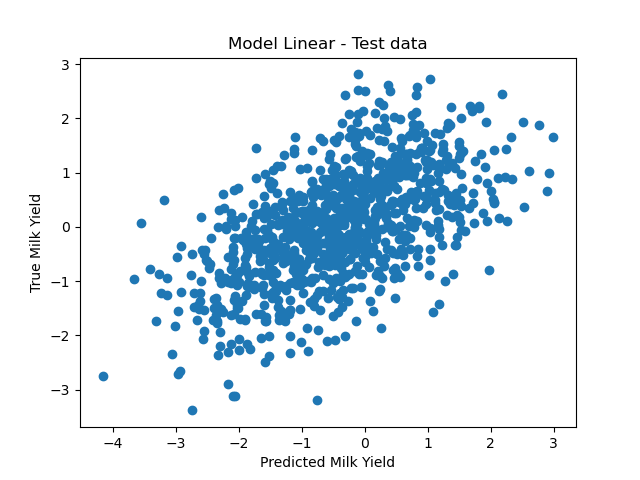 Model Linear - Test data
3
2
1
0
−1
−2
−3
True Milk Yield
−4 −3 −2 −1 0 1 2 3
Predicted Milk Yield